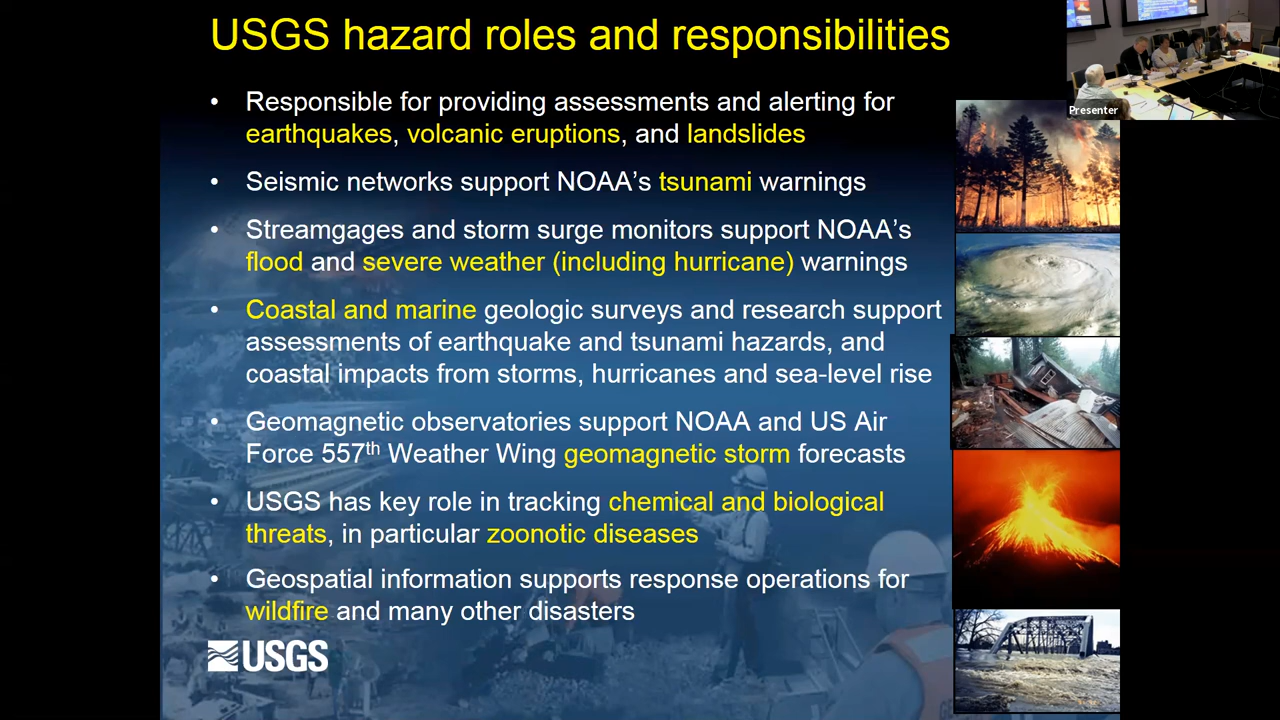 USGS hazard roles and responsibilities
• Responsible for providing assessments and alerting for
earthquakes, volcanic eruptions, and landslides
• Seismic networks support NOAA's tsunami warnings
• Streamgages and storm surge monitors support NOAA's
flood and severe weather (including hurricane) warnings
• Coastal and marine geologic surveys and research support
assessments of earthquake and tsunami hazards, and
coastal impacts from storms, hurricanes and sea-level rise
• Geomagnetic observatories support NOAA and US Air
Force 557th Weather Wing geomagnetic storm forecasts
• USGS has key role in tracking chemical and biological
threats, in particular zoonotic diseases
• Geospatial information supports response operations for
wildfire and many other disasters
USGS
Presenter